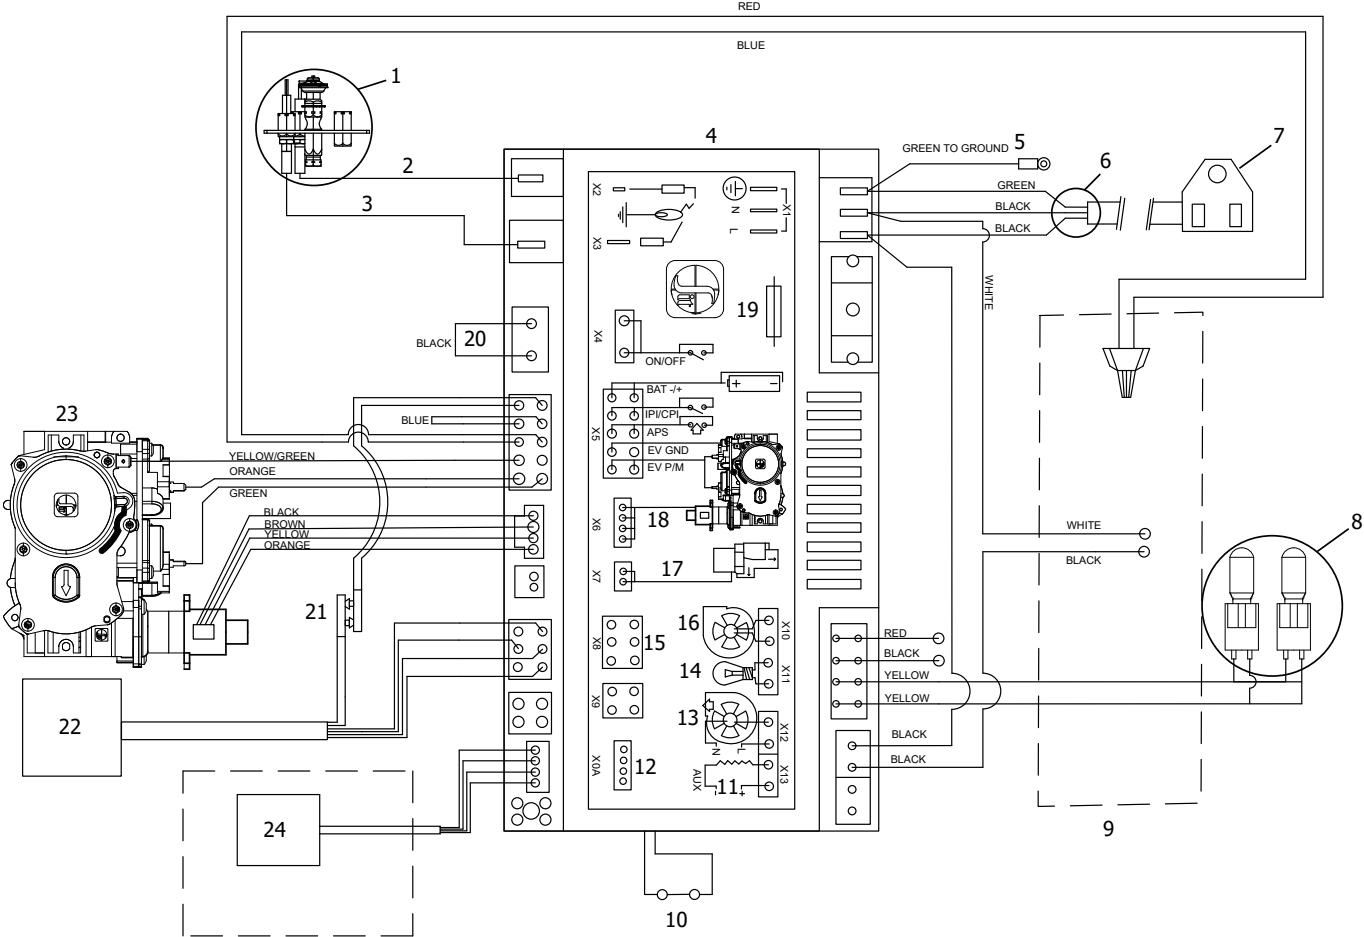 RED
BLUE
1
2
3
4
GREEN TO GROUND 5
6
7
GREEN
BLACK
BLACK
WHITE
X2
X3
X1
N
L
19
X4
ON/OFF
20
BLACK
BAT -/+
IPI/CPI
APS
EV GND
EV P/M
X5
BLUE
23
YELLOW/GREEN
ORANGE
GREEN
BLACK
BROWN
YELLOW
ORANGE
X6
18
X7
17
WHITE
BLACK
8
21
16
X10
X8
15
14
X11
RED
BLACK
YELLOW
YELLOW
22
X9
13
X12
N
L
BLACK
BLACK
X0A
12
AUX
11
X13
24
9
10